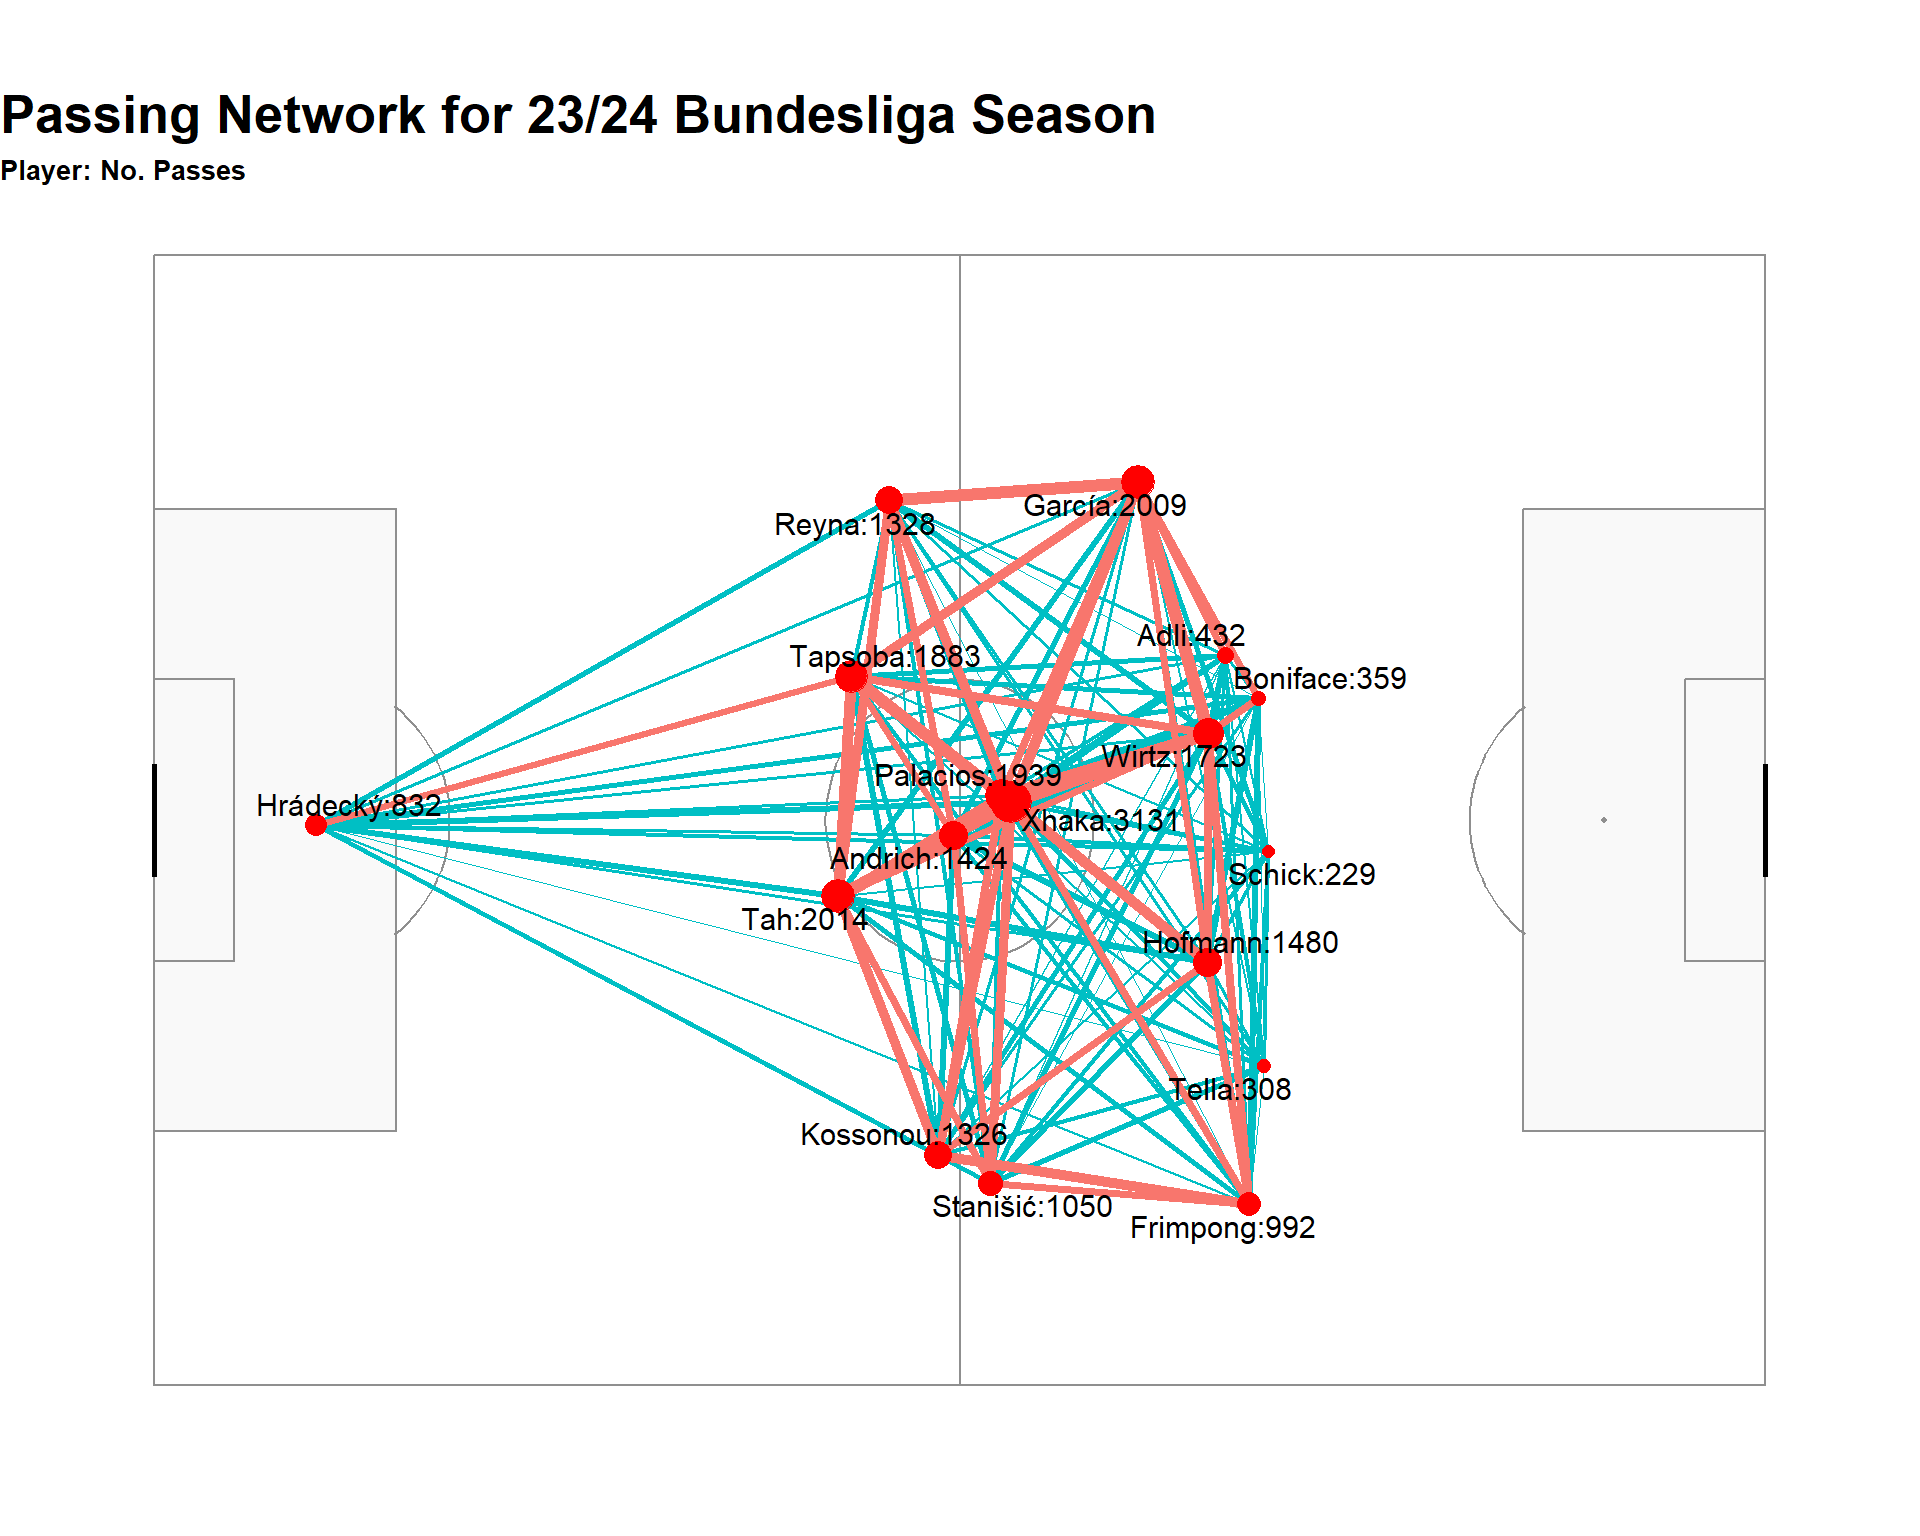 Passing Network for 23/24 Bundesliga Season
Player: No. Passes
García:2009
Reyna:1328
Adli:432
Tapsoba:1883
Boniface:359
Wirtz:1723
Palacios:1939
Hrádecký:832
Xhaka:3131
Andrich:1424
Schick:229
Tah:2014
Hofmann:1480
Tella:308
Kossonou:1326
Stanišić:1050
Frimpong:992